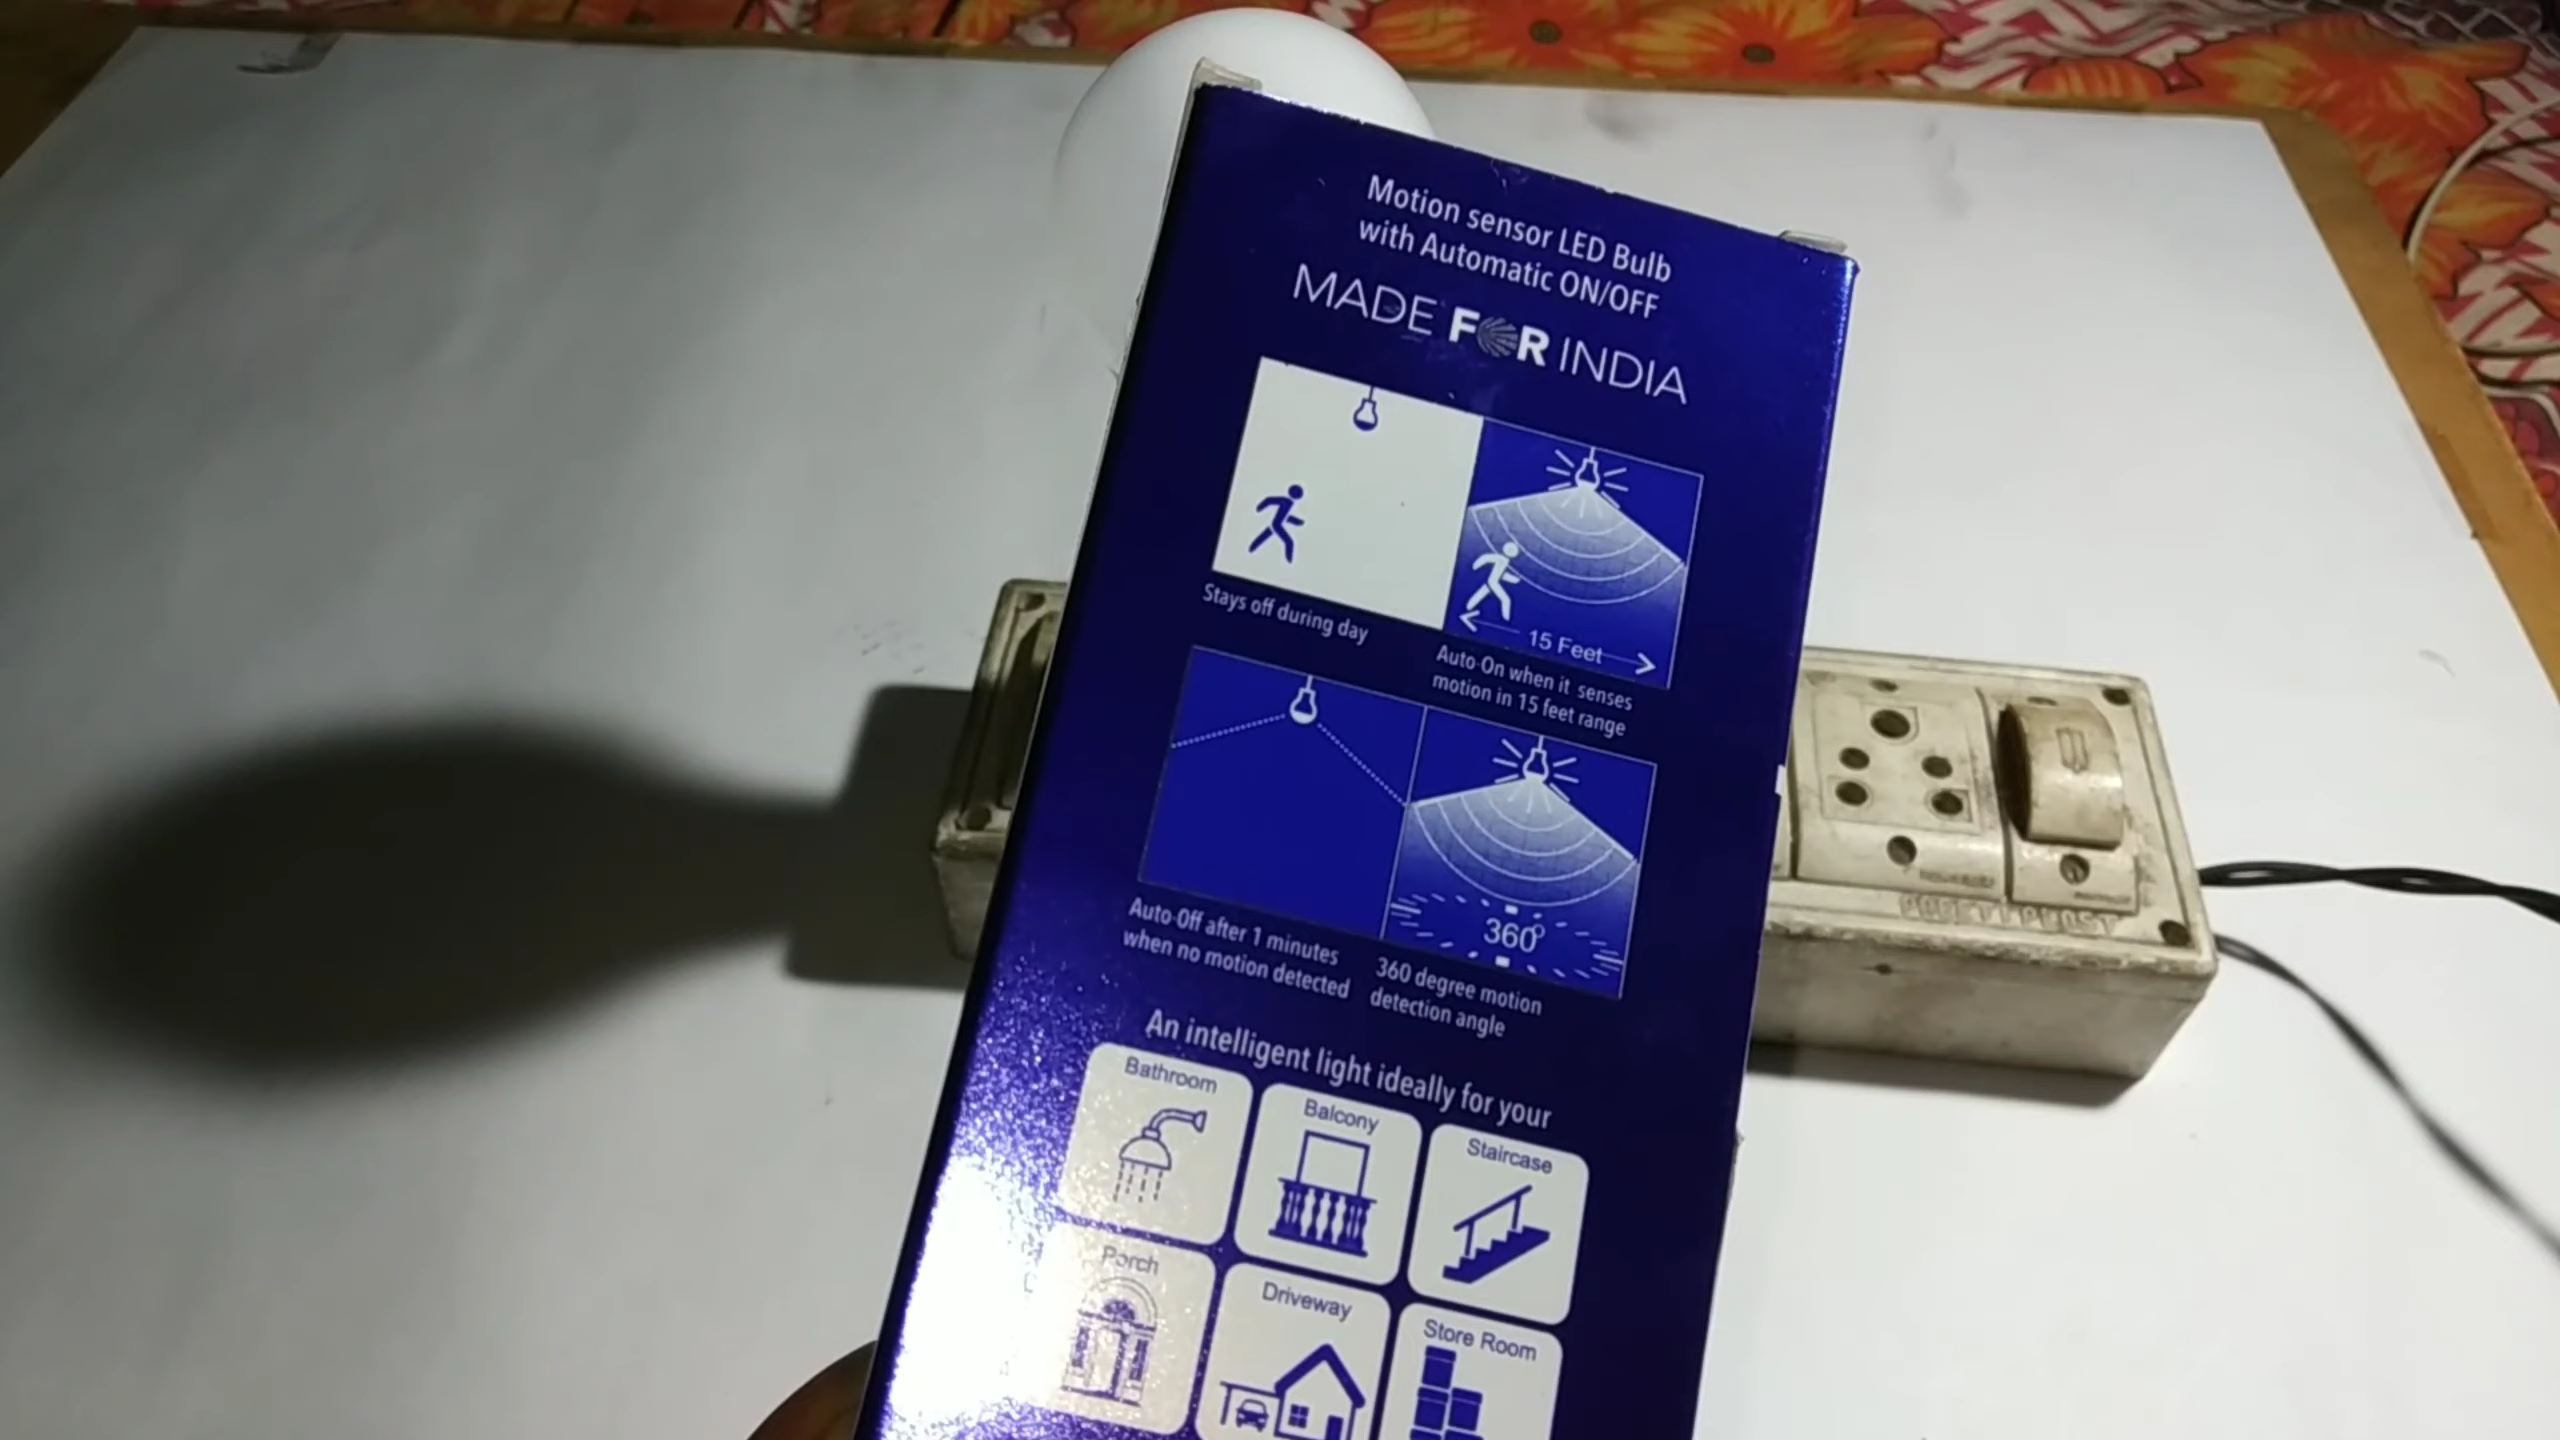 Motion sensor LED Bulb
with Automatic ON/OFF
MADE FOR INDIA
15 Feet
Stays off during day
Auto-On when it senses
motion in 15 feet range
360°
Auto-Off after 1 minutes
when no motion detected
360 degree motion
detection angle
An intelligent light ideally for your
Bathroom
Balcony
Staircase
Porch
Driveway
Store Room